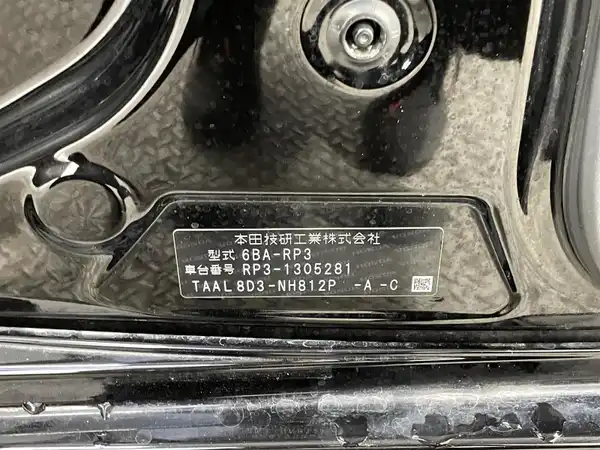 本田技研工業株式会社
型式 6BA-RP3
車台番号 RP3-1305281
TAAL8D3-NH812P -A-C